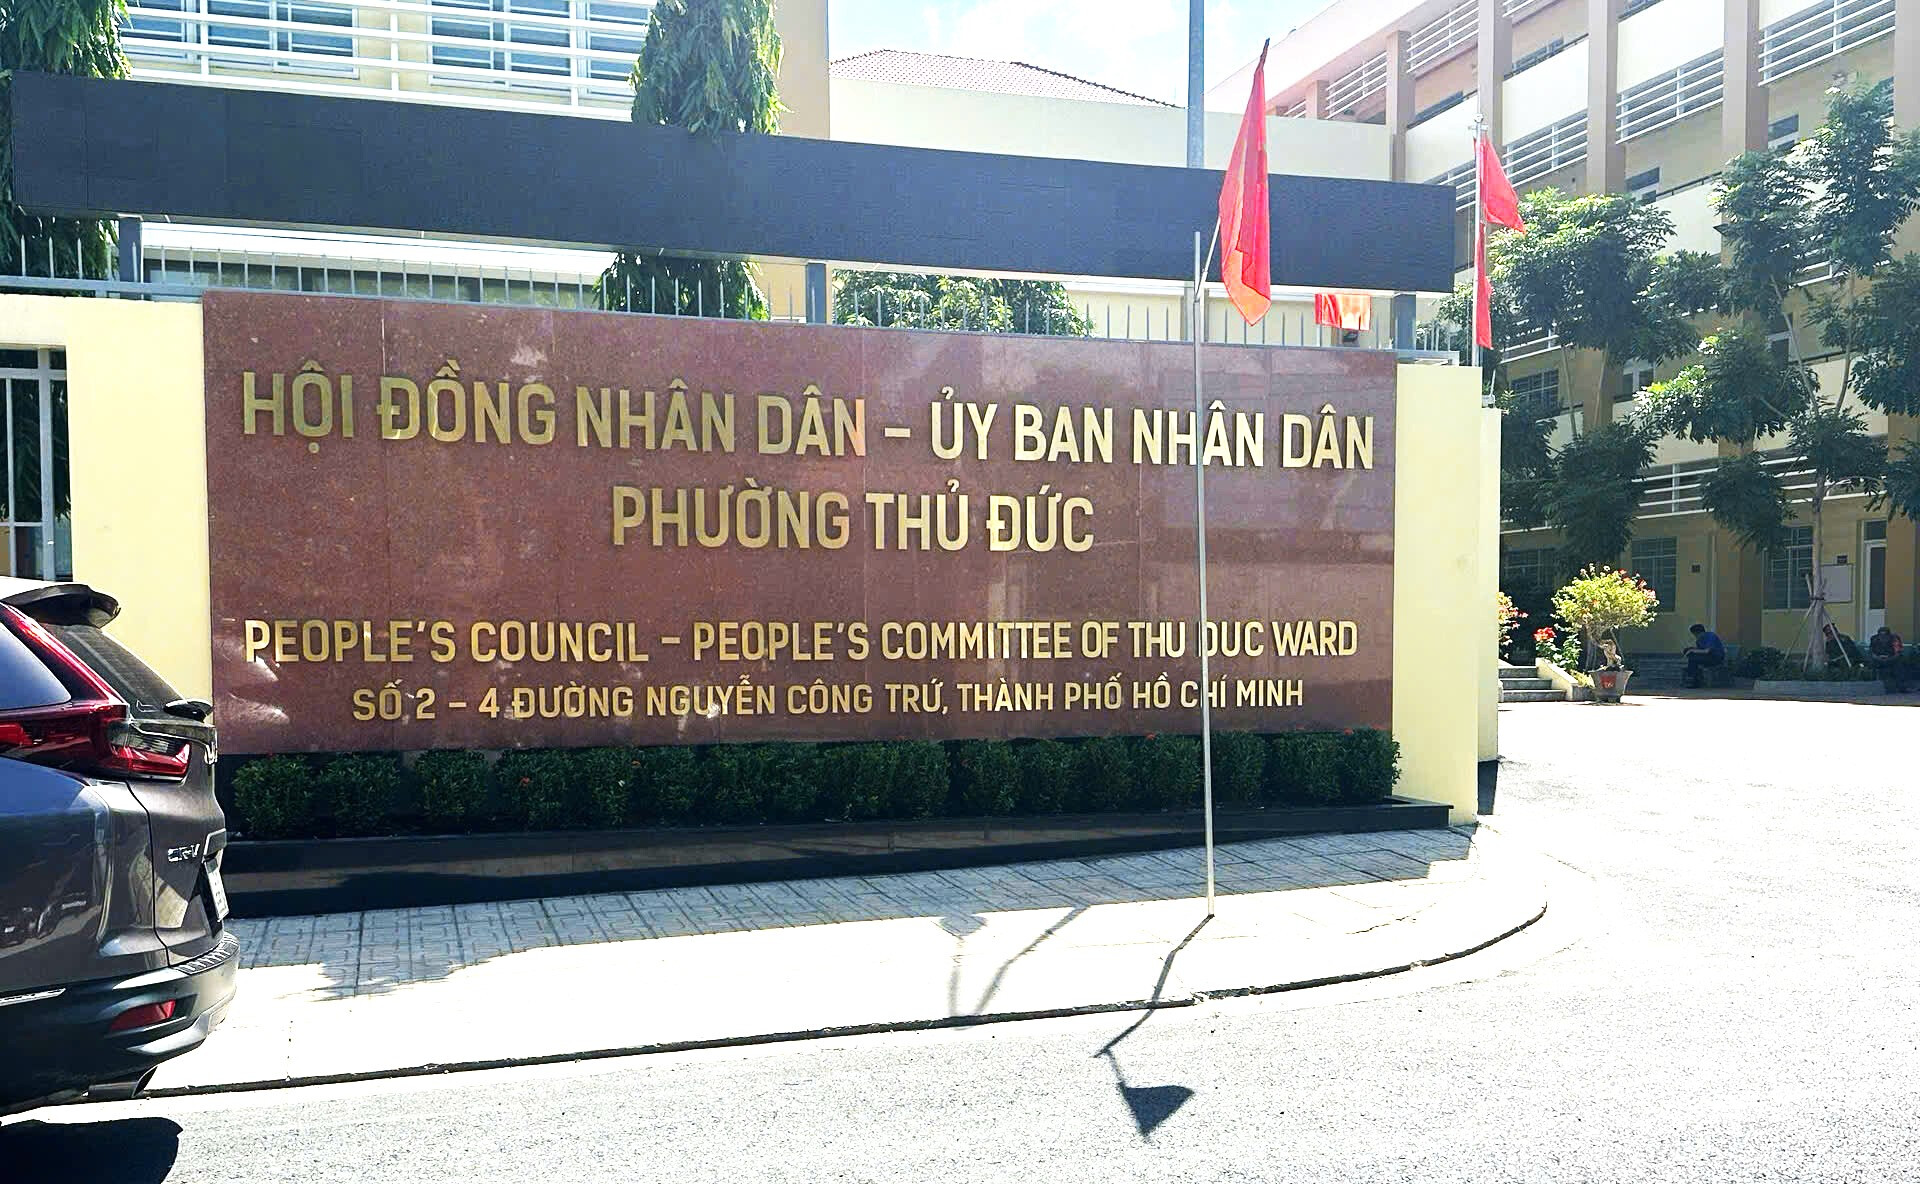 HỘI ĐỒNG NHÂN DÂN – ỦY BAN NHÂN DÂN
PHƯỜNG THỦ ĐỨC
PEOPLE'S COUNCIL – PEOPLE'S COMMITTEE OF THU DUC WARD
SỐ 2 – 4 ĐƯỜNG NGUYỄN CÔNG TRỨ, THÀNH PHỐ HỒ CHÍ MINH
CR-V